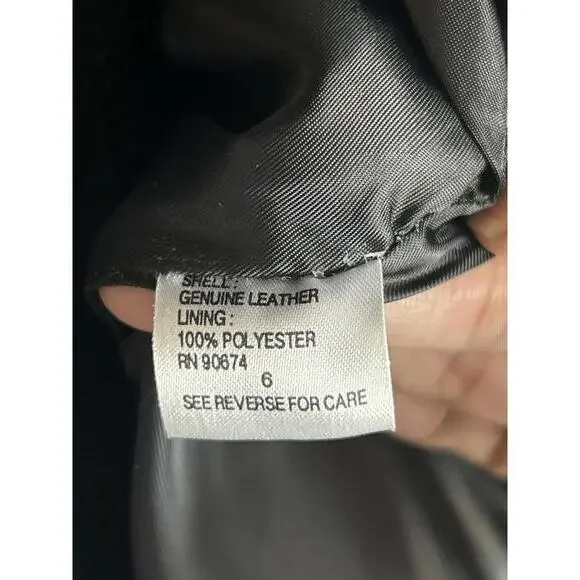 SHELL:
GENUINE LEATHER
LINING:
100% POLYESTER
RN 90674
6
SEE REVERSE FOR CARE